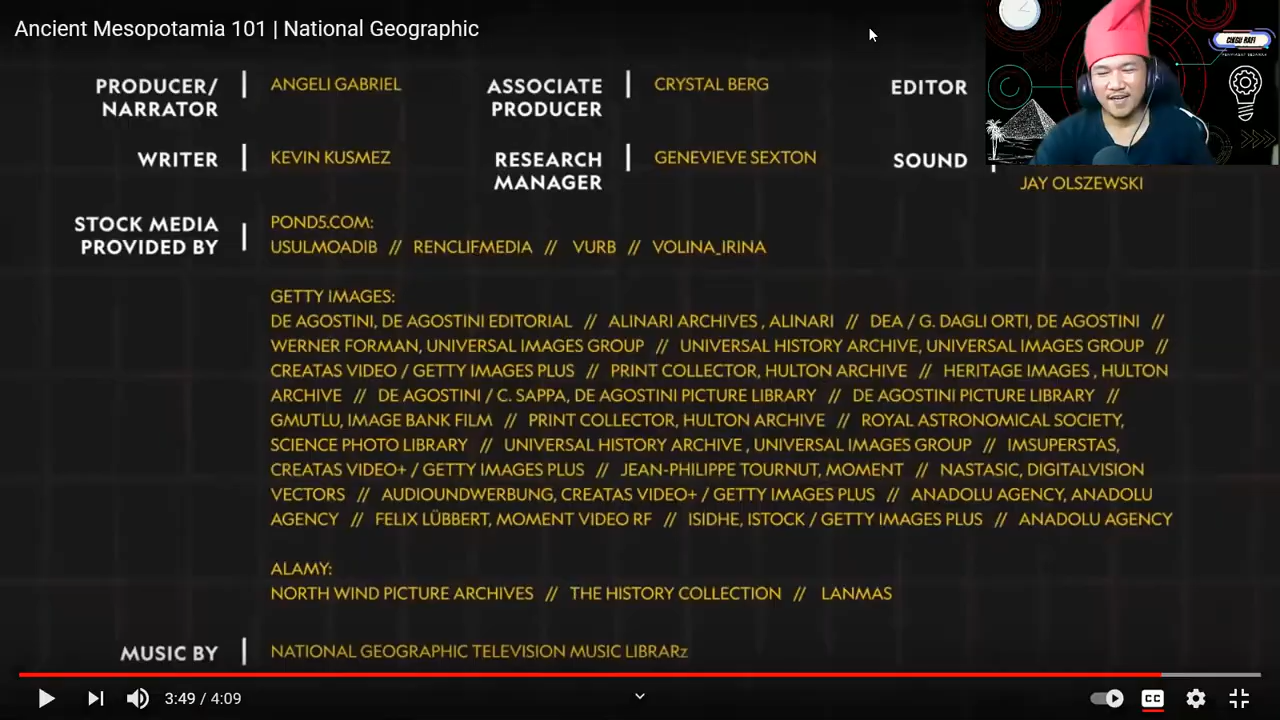 Ancient Mesopotamia 101 | National Geographic
PRODUCER/
NARRATOR
ANGELI GABRIEL
ASSOCIATE
PRODUCER
CRYSTAL BERG
EDITOR
WRITER
KEVIN KUSMEZ
RESEARCH
MANAGER
GENEVIEVE SEXTON
SOUND
JAY OLSZEWSKI
STOCK MEDIA
PROVIDED BY
POND5.COM:
USULMOADIB // RENCLIFMEDIA // VURB // VOLINA_IRINA
GETTY IMAGES:
DE AGOSTINI, DE AGOSTINI EDITORIAL // ALINARI ARCHIVES , ALINARI // DEA / G. DAGLI ORTI, DE AGOSTINI //
WERNER FORMAN, UNIVERSAL IMAGES GROUP // UNIVERSAL HISTORY ARCHIVE, UNIVERSAL IMAGES GROUP //
CREATAS VIDEO / GETTY IMAGES PLUS // PRINT COLLECTOR, HULTON ARCHIVE // HERITAGE IMAGES , HULTON
ARCHIVE // DE AGOSTINI / C. SAPPA, DE AGOSTINI PICTURE LIBRARY // DE AGOSTINI PICTURE LIBRARY //
GMUTLU, IMAGE BANK FILM // PRINT COLLECTOR, HULTON ARCHIVE // ROYAL ASTRONOMICAL SOCIETY,
SCIENCE PHOTO LIBRARY // UNIVERSAL HISTORY ARCHIVE , UNIVERSAL IMAGES GROUP // IMSUPERSTAS,
CREATAS VIDEO+ / GETTY IMAGES PLUS // JEAN-PHILIPPE TOURNUT, MOMENT // NASTASIC, DIGITALVISION
VECTORS // AUDIOUNDWERBUNG, CREATAS VIDEO+ / GETTY IMAGES PLUS // ANADOLU AGENCY, ANADOLU
AGENCY // FELIX LÜBBERT, MOMENT VIDEO RF // ISIDHE, ISTOCK / GETTY IMAGES PLUS // ANADOLU AGENCY
ALAMY:
NORTH WIND PICTURE ARCHIVES // THE HISTORY COLLECTION // LANMAS
MUSIC BY
NATIONAL GEOGRAPHIC TELEVISION MUSIC LIBRARz
3:49 / 4:09
CC